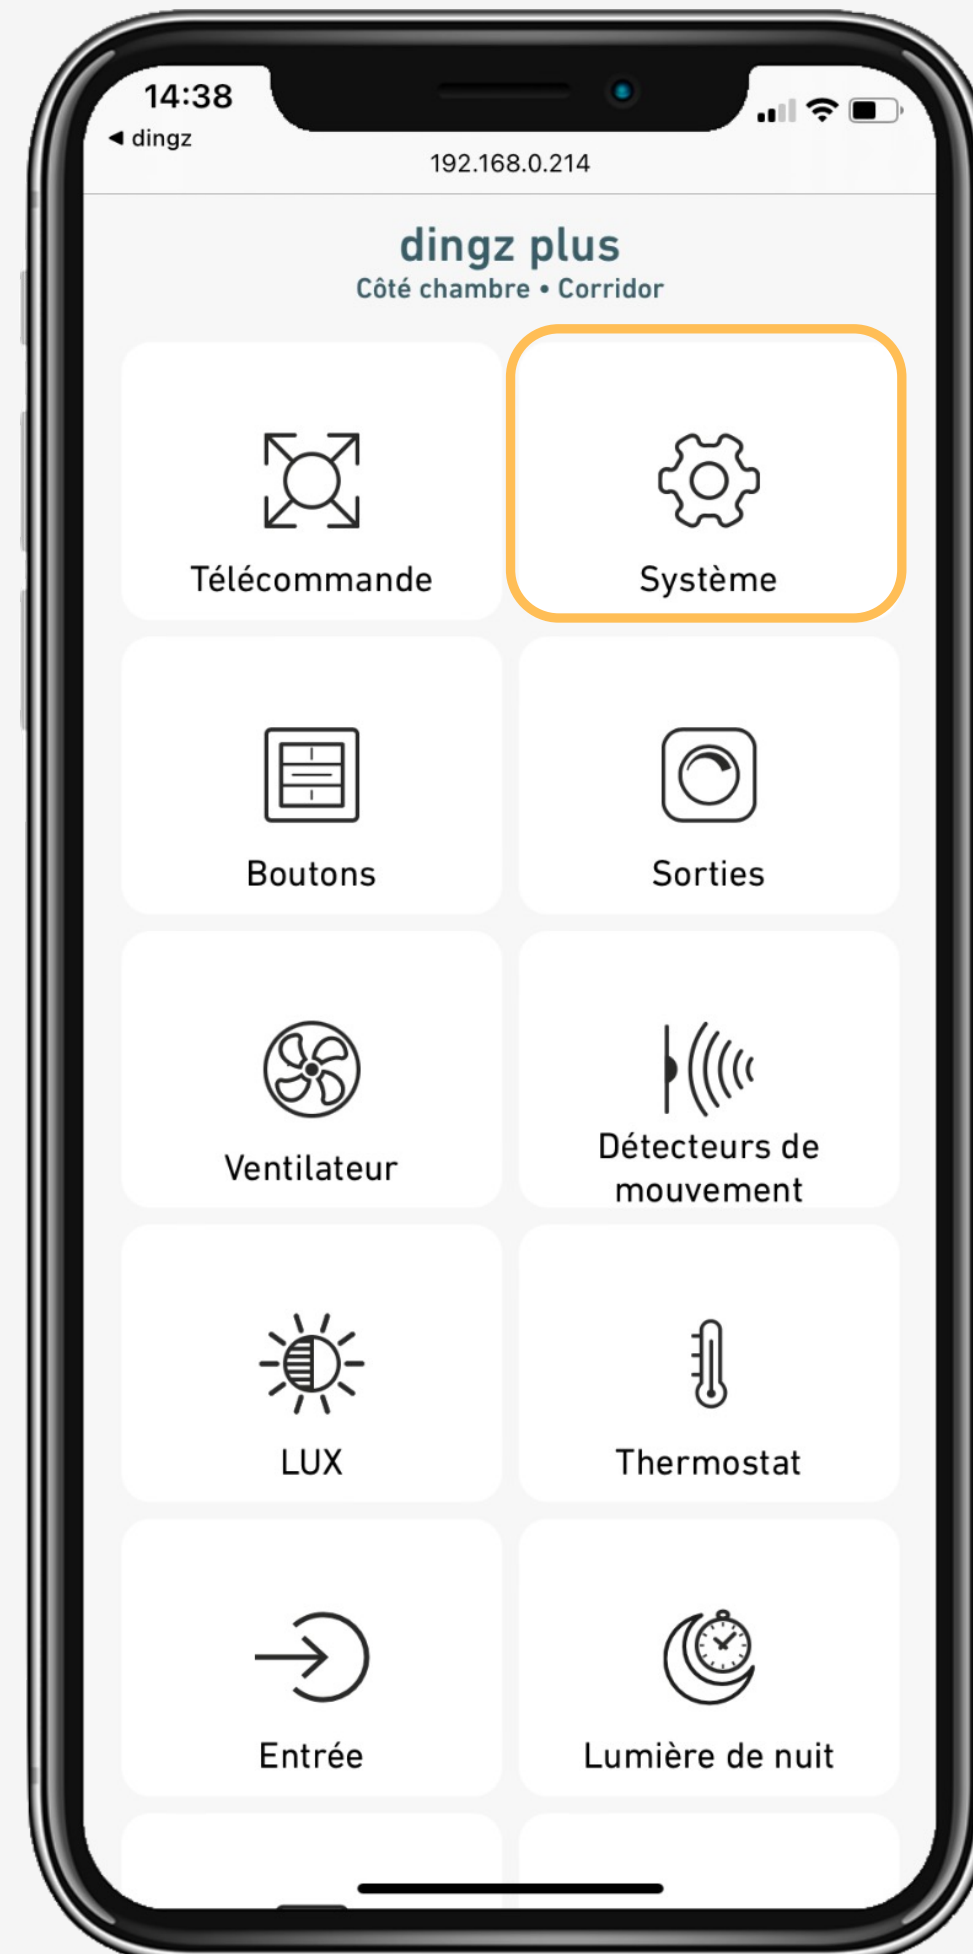 14:38
◀ dingz
192.168.0.214
dingz plus
Côté chambre • Corridor
Télécommande
Système
Boutons
Sorties
Ventilateur
Détecteurs de
mouvement
LUX
Thermostat
Entrée
Lumière de nuit